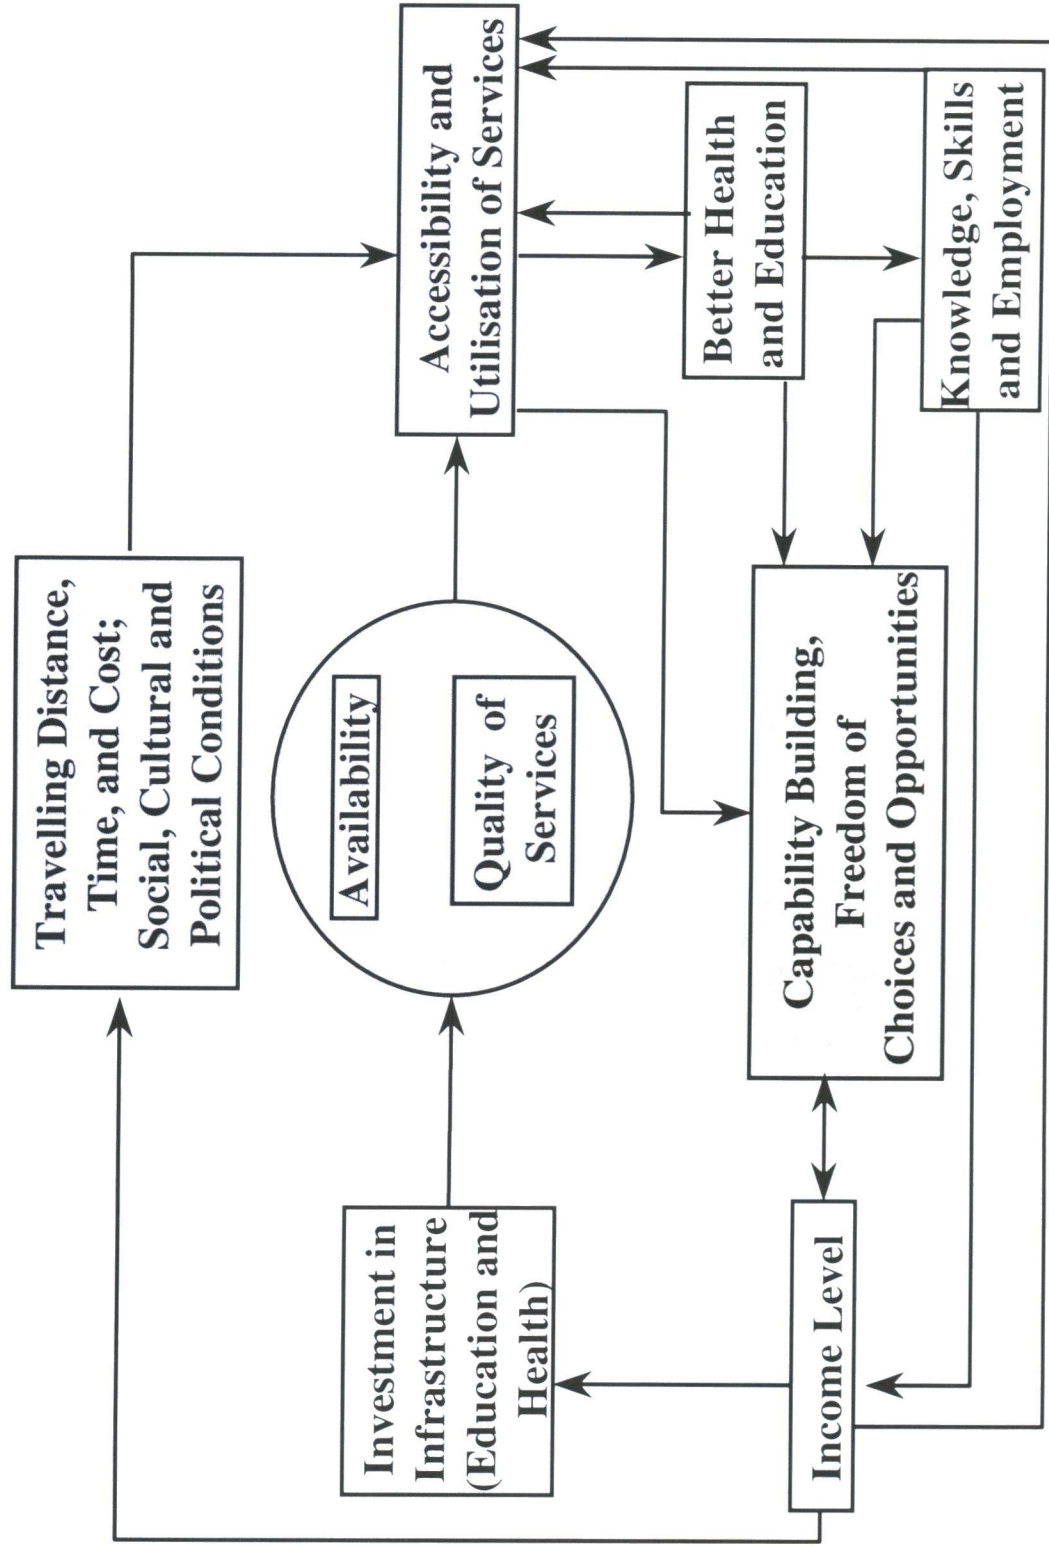 Travelling Distance,
Time, and Cost;
Social, Cultural and
Political Conditions
Investment in
Infrastructure
(Education and
Health)
Availability
Quality of
Services
Accessibility and
Utilisation of Services
Income Level
Capability Building,
Freedom of
Choices and Opportunities
Better Health
and Education
Knowledge, Skills
and Employment